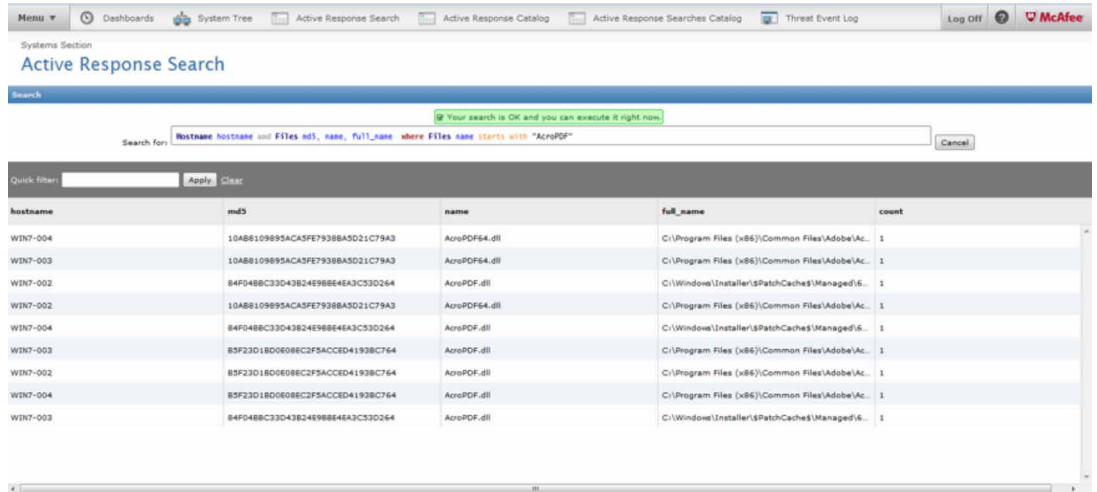 Menu ▼ Dashboards System Tree Active Response Search Active Response Catalog Active Response Searches Catalog Threat Event Log Log Off ? McAfee
Systems Section
Active Response Search
Search
Your search is OK and you can execute it right now.
Search for: Hostname hostname and Files md5, name, full_name where Files name starts with "AcroPDF" Cancel
Quick filter: Apply Clear
hostname md5 name full_name count
WIN7-004 10AB8109895ACA5FE7938BA5D21C79A3 AcroPDF64.dll C:\Program Files (x86)\Common Files\Adobe\Ac... 1
WIN7-003 10AB8109895ACA5FE7938BA5D21C79A3 AcroPDF64.dll C:\Program Files (x86)\Common Files\Adobe\Ac... 1
WIN7-002 84F04BBC33D43B24E9BBE4EA3C53D264 AcroPDF.dll C:\Windows\Installer\$PatchCache$\Managed\6... 1
WIN7-002 10AB8109895ACA5FE7938BA5D21C79A3 AcroPDF64.dll C:\Program Files (x86)\Common Files\Adobe\Ac... 1
WIN7-004 84F04BBC33D43B24E9BBE4EA3C53D264 AcroPDF.dll C:\Windows\Installer\$PatchCache$\Managed\6... 1
WIN7-003 B5F23D1BD0E08EC2F5ACCED4193BC764 AcroPDF.dll C:\Program Files (x86)\Common Files\Adobe\Ac... 1
WIN7-002 B5F23D1BD0E08EC2F5ACCED4193BC764 AcroPDF.dll C:\Program Files (x86)\Common Files\Adobe\Ac... 1
WIN7-004 B5F23D1BD0E08EC2F5ACCED4193BC764 AcroPDF.dll C:\Program Files (x86)\Common Files\Adobe\Ac... 1
WIN7-003 84F04BBC33D43B24E9BBE4EA3C53D264 AcroPDF.dll C:\Windows\Installer\$PatchCache$\Managed\6... 1